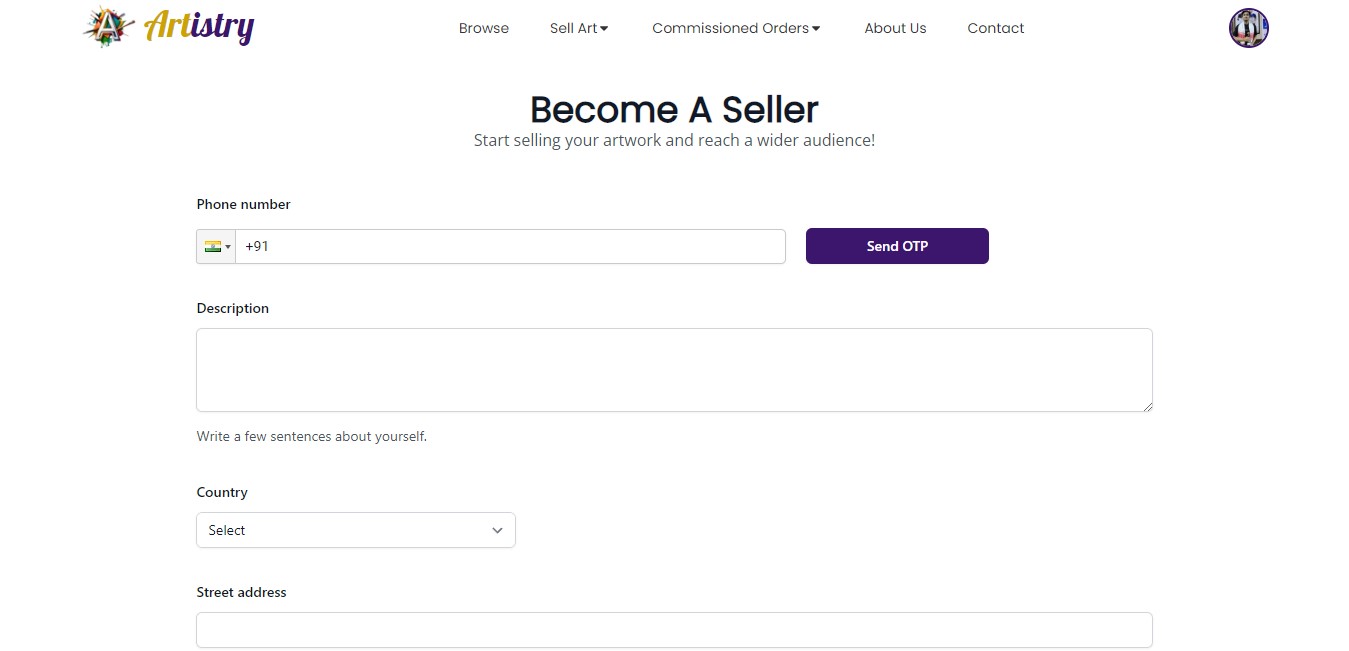 A Artistry
Browse
Sell Art
Commissioned Orders
About Us
Contact
Become A Seller
Start selling your artwork and reach a wider audience!
Phone number
+91
Send OTP
Description
Write a few sentences about yourself.
Country
Select
Street address